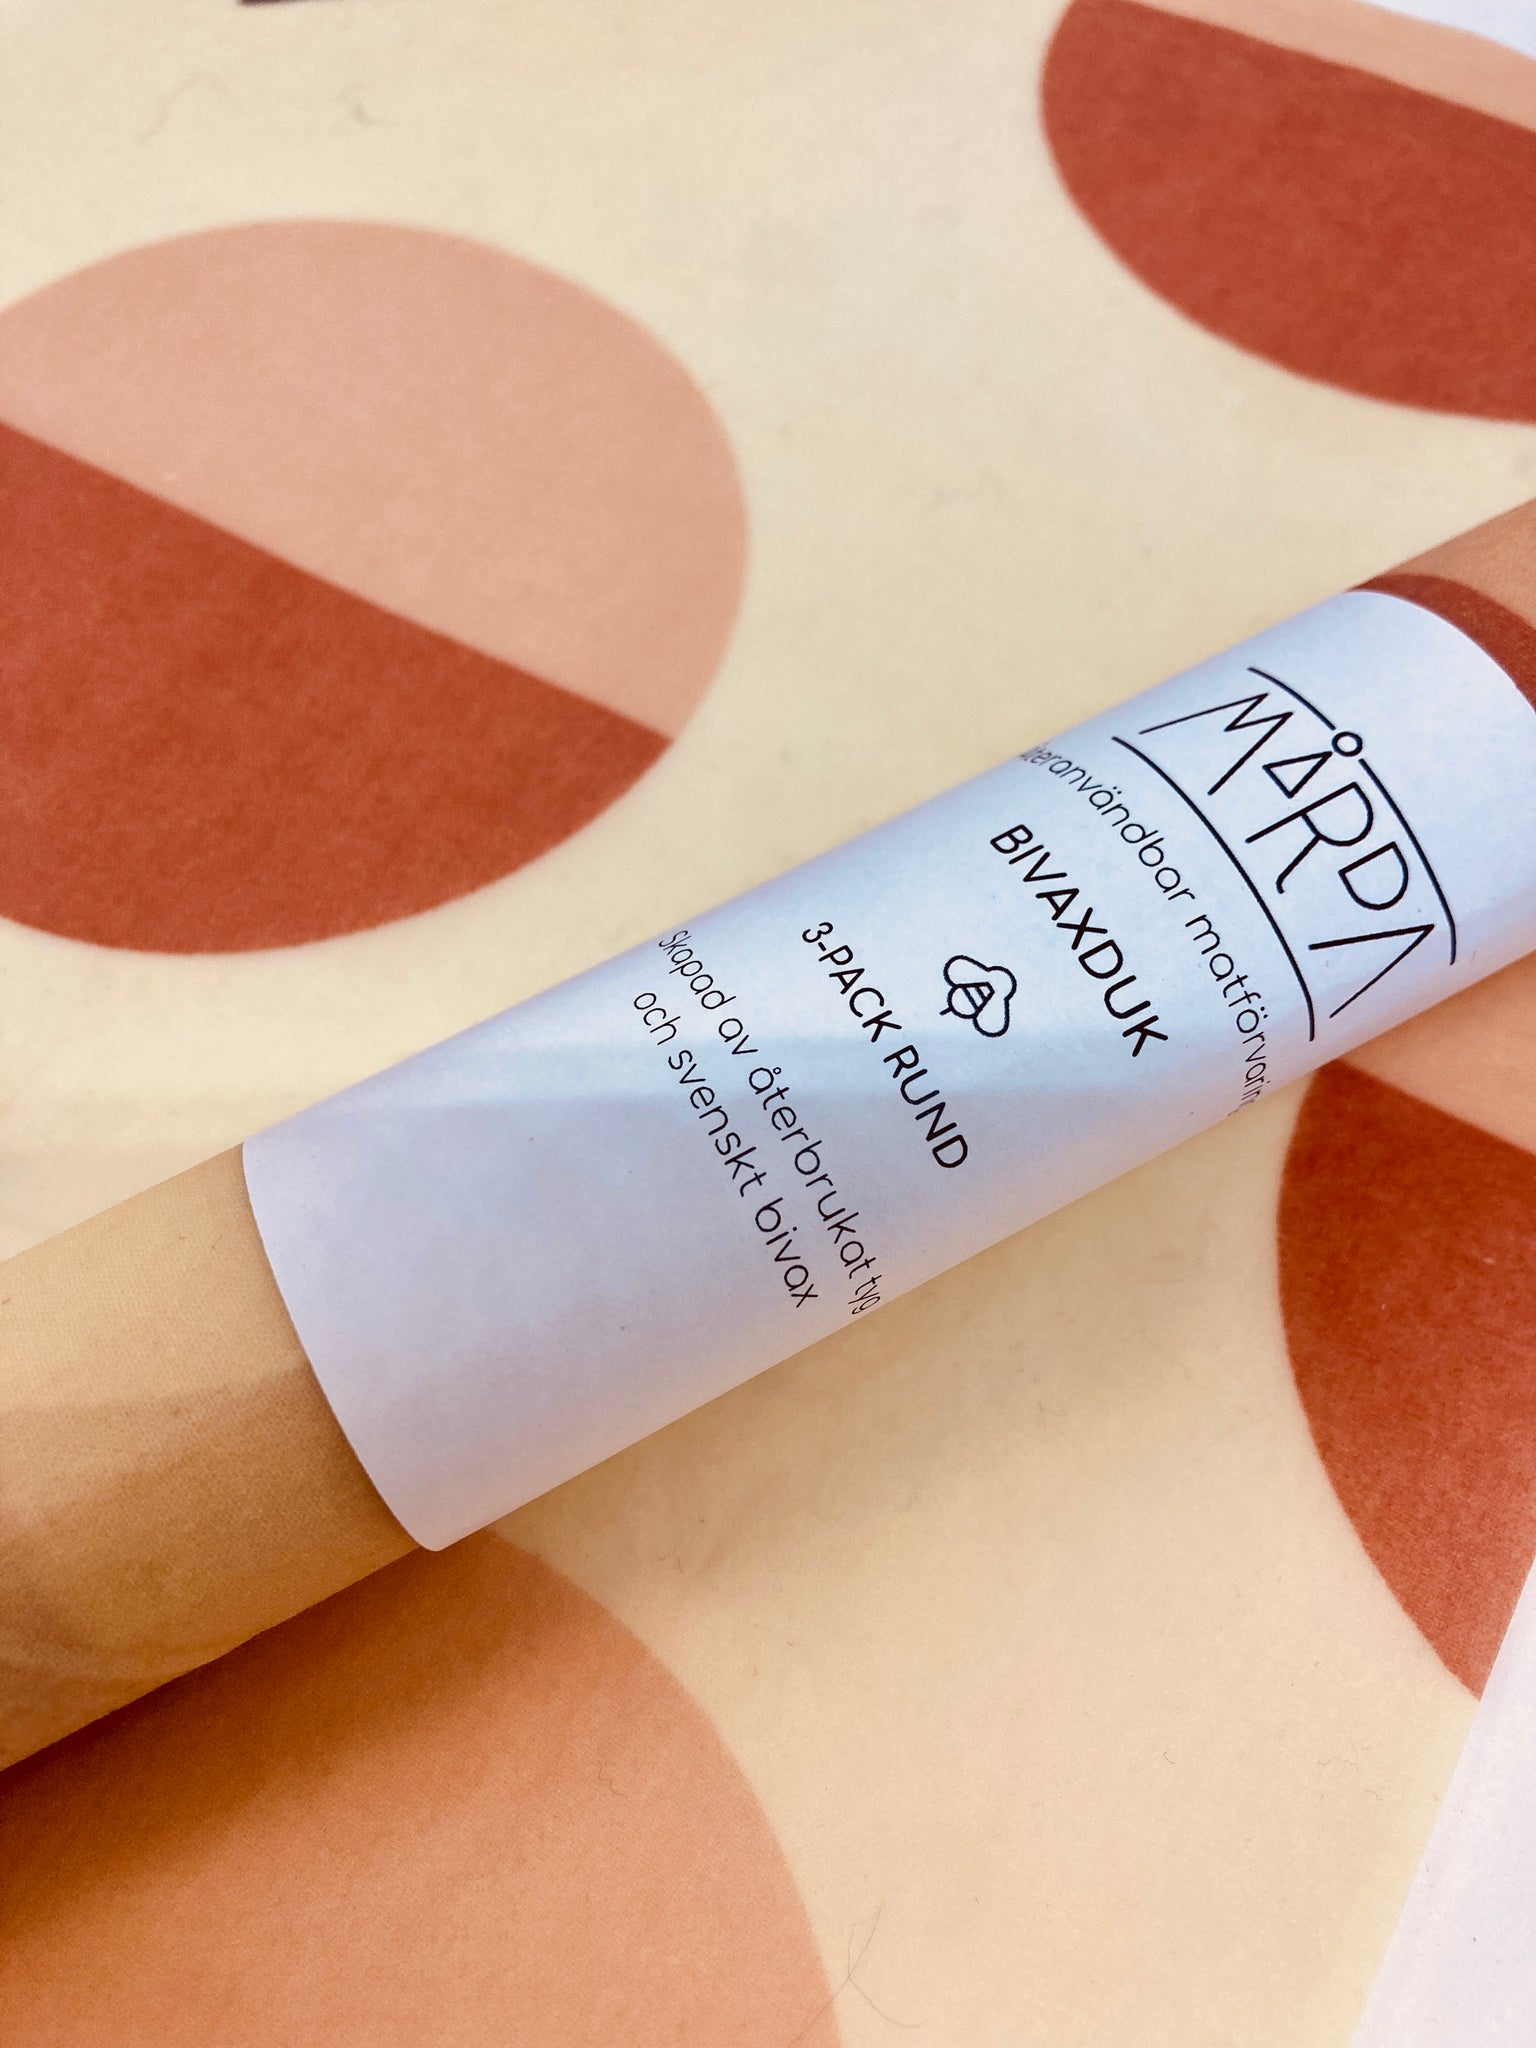 MÅRDA
Återanvändbar matförvaring
BIVAXDUK
3-PACK RUND
Skapad av återbrukat tyg
och svenskt bivax